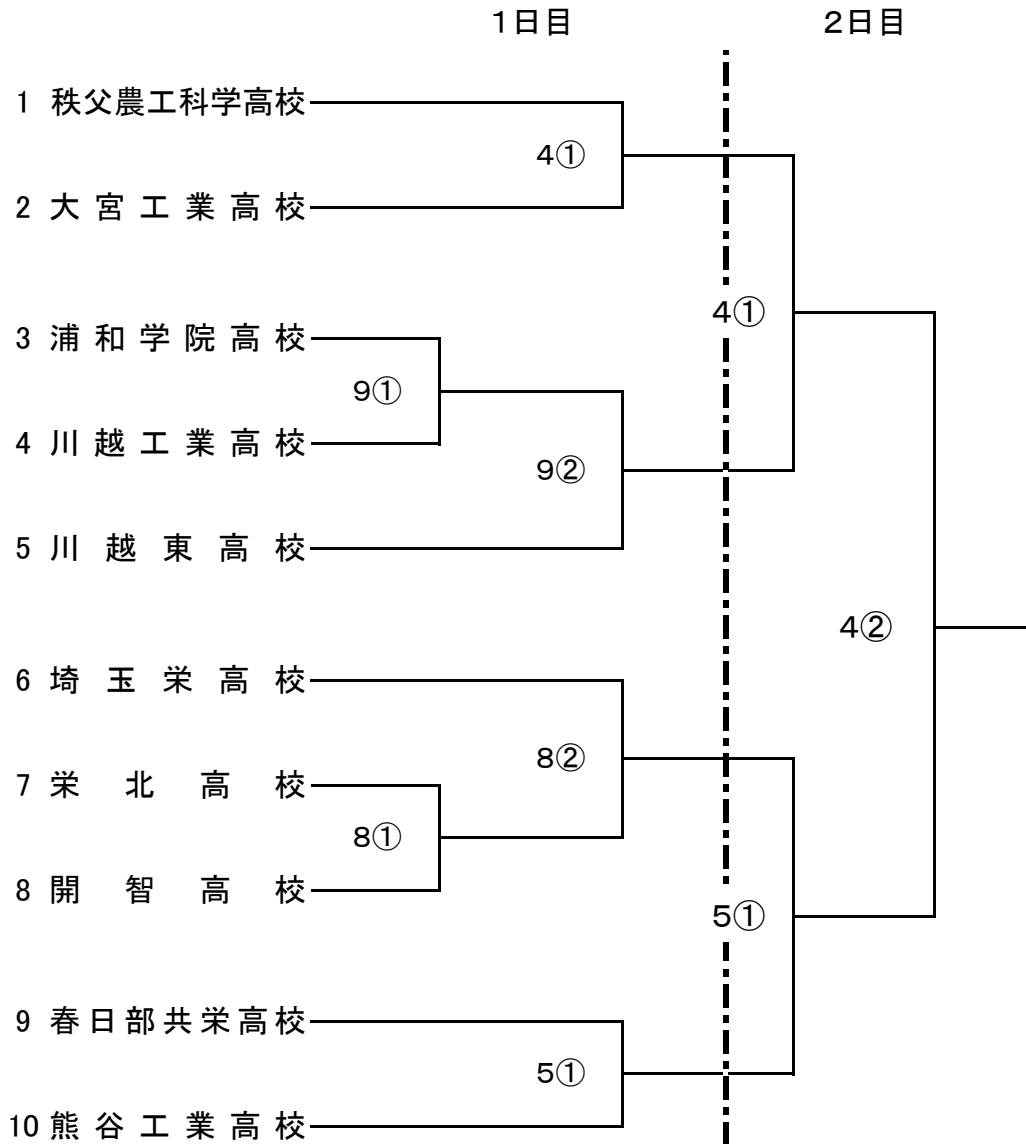 １日目 ２日目
1 秩父農工科学高校
4①
2 大宮工業高校
4①
3 浦和学院高校
9①
4 川越工業高校
9②
5 川越東高校
4②
6 埼玉栄高校
8②
7 栄北高校
8①
8 開智高校
5①
9 春日部共栄高校
5①
10 熊谷工業高校